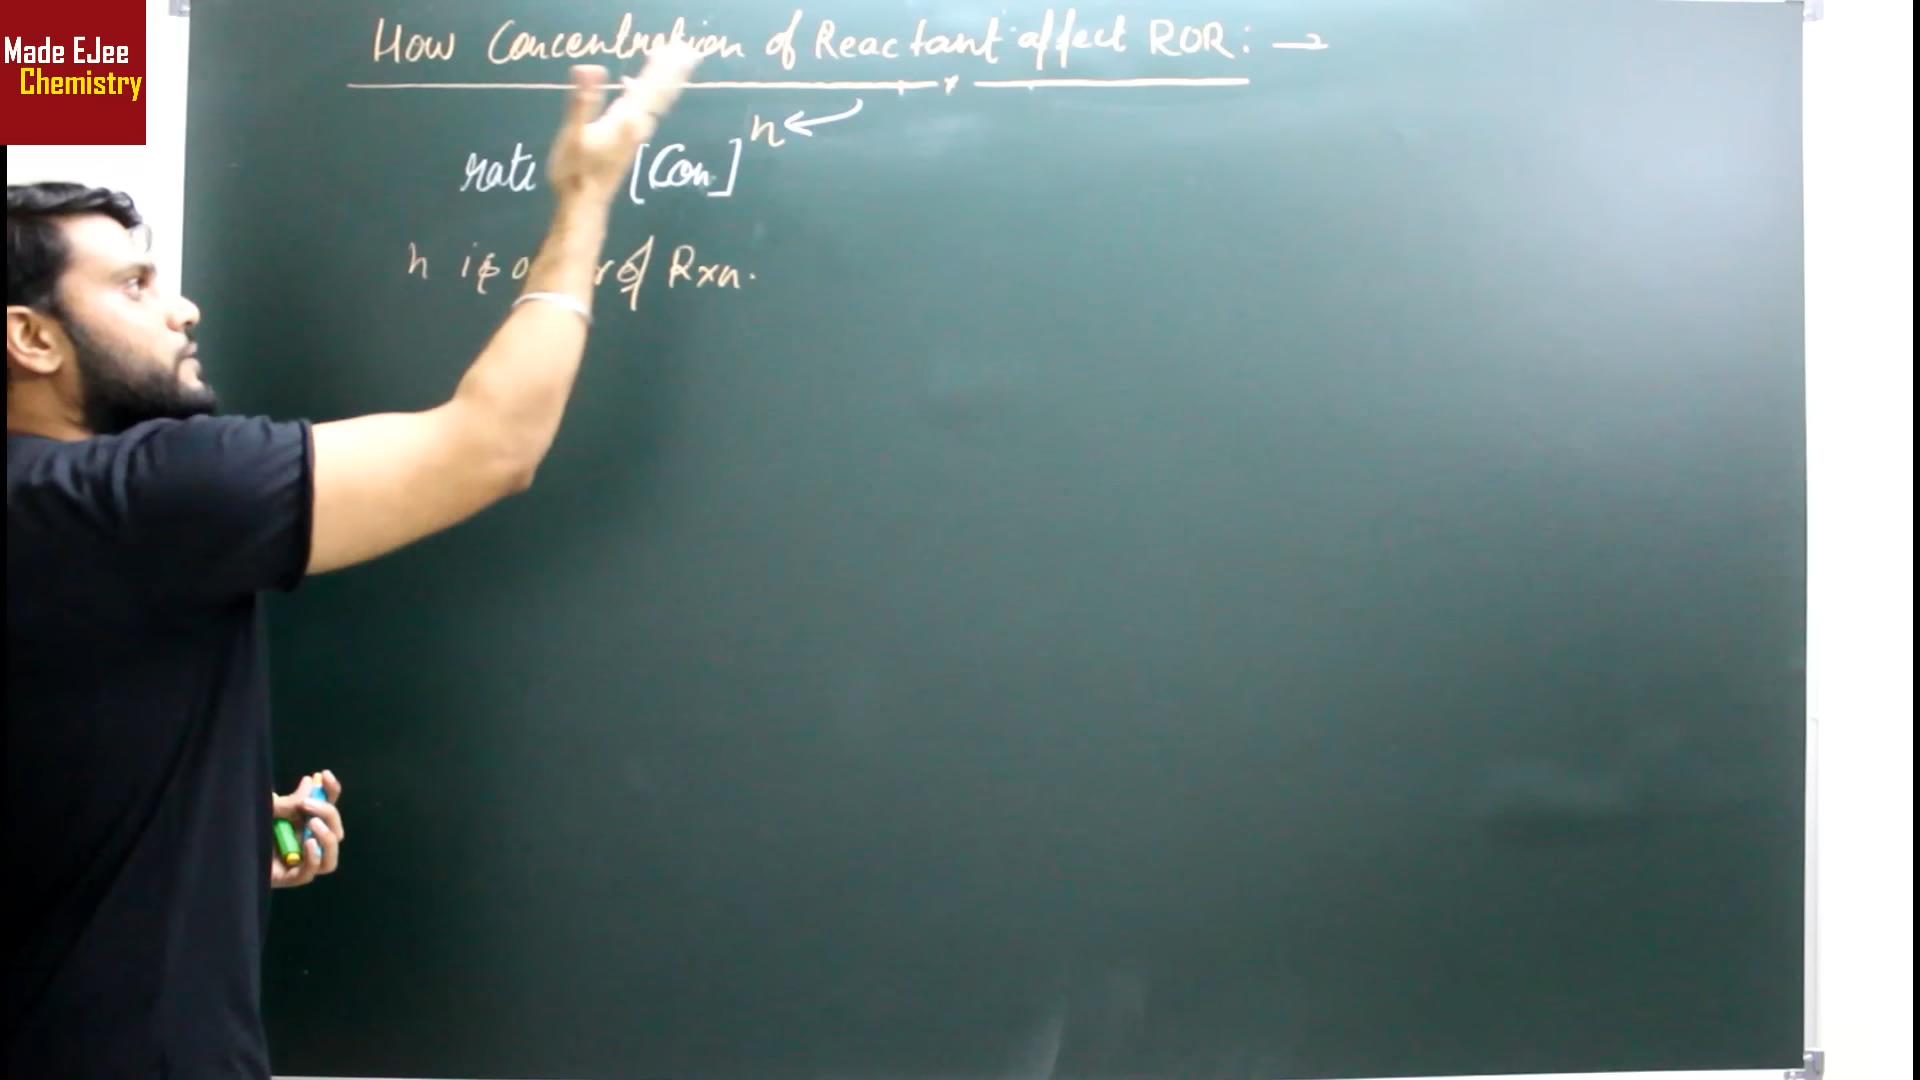 Made EJee
Chemistry
How Concentration of Reactant affect ROR: →
rate [Con]^n
n is of Rxn.